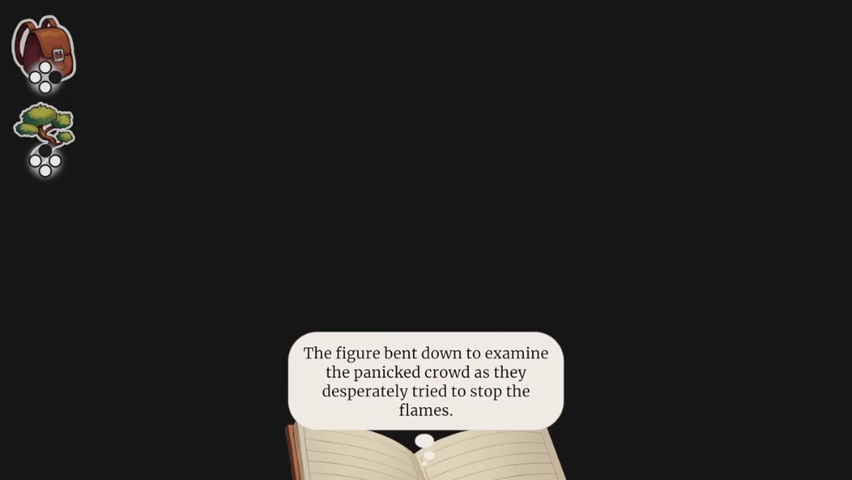 The figure bent down to examine
the panicked crowd as they
desperately tried to stop the
flames.